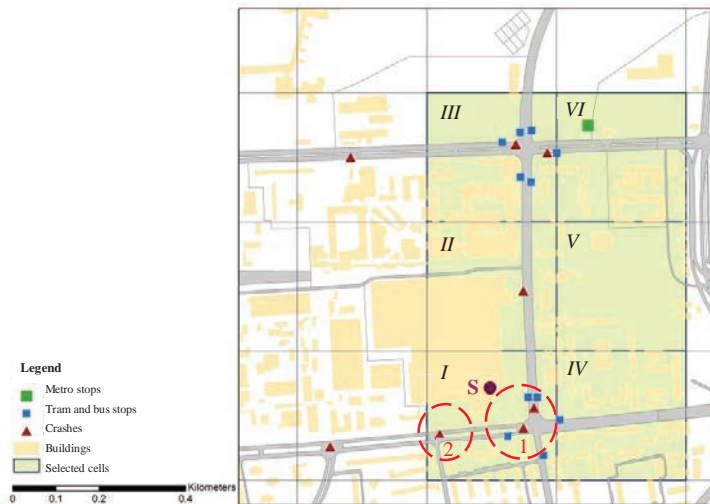 III
VI
II
V
I
IV
S
2
1
Legend
Metro stops
Tram and bus stops
Crashes
Buildings
Selected cells
Kilometers
0
0.1
0.2
0.4